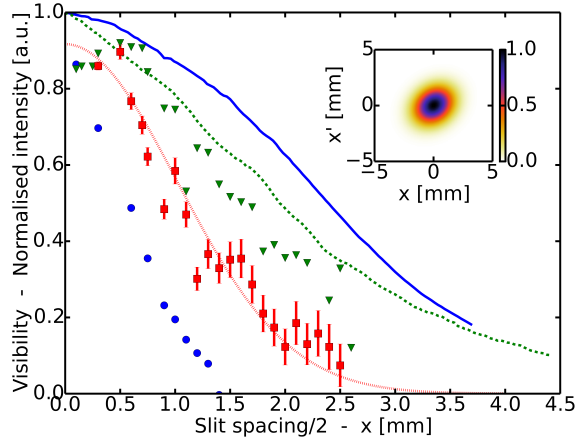 1.0
0.8
0.6
0.4
0.2
0.0
Visibility - Normalised intensity [a.u.]
0.0 0.5 1.0 1.5 2.0 2.5 3.0 3.5 4.0 4.5
Slit spacing/2 - x [mm]
5
0
−5
x' [mm]
−5 0 5
x [mm]
1.0
0.5
0.0